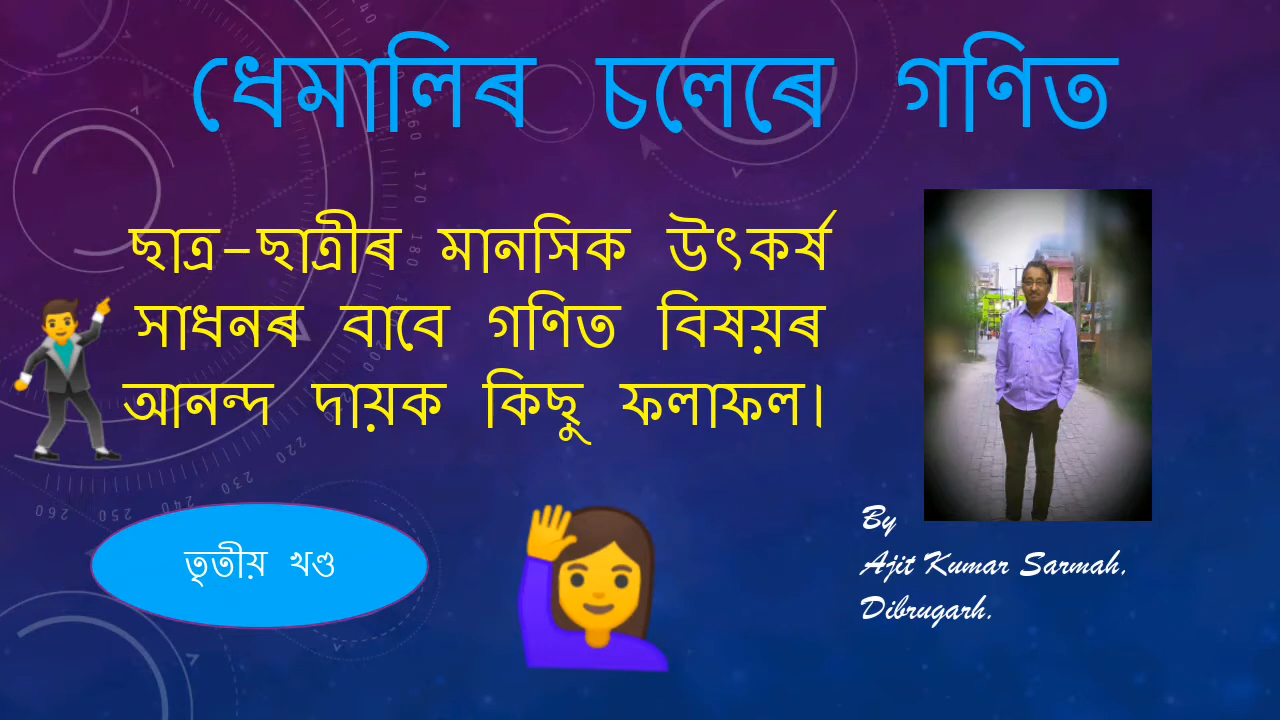 ধেমালিৰ চলেৰে গণিত
ছাত্ৰ-ছাত্ৰীৰ মানসিক উৎকৰ্ষ
সাধনৰ বাবে গণিত বিষয়ৰ
আনন্দ দায়ক কিছু ফলাফল।
তৃতীয় খণ্ড
By
Ajit Kumar Sarmah.
Dibrugarh.